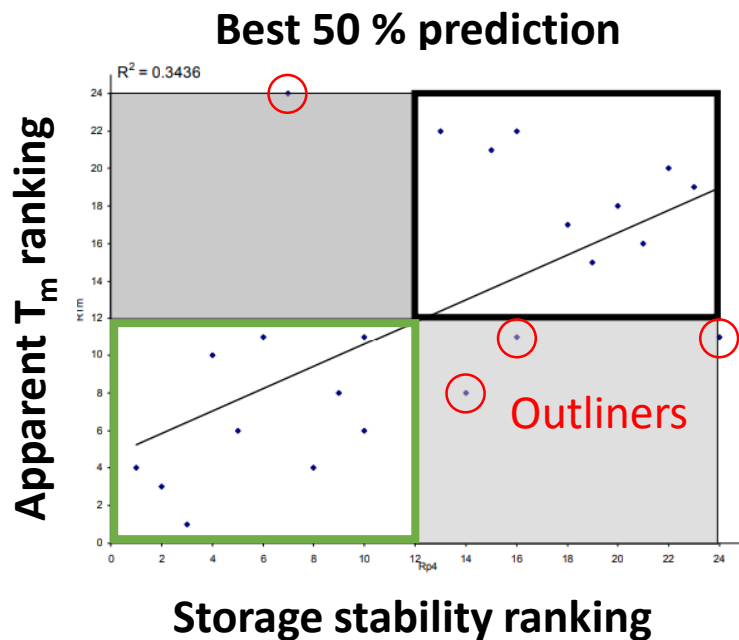 Best 50 % prediction
R² = 0.3436
24
22
20
18
16
14
12
10
8
6
4
2
0
Apparent Tm ranking
RTm
Outliners
0 2 4 6 8 10 12 14 16 18 20 22 24
Rp4
Storage stability ranking